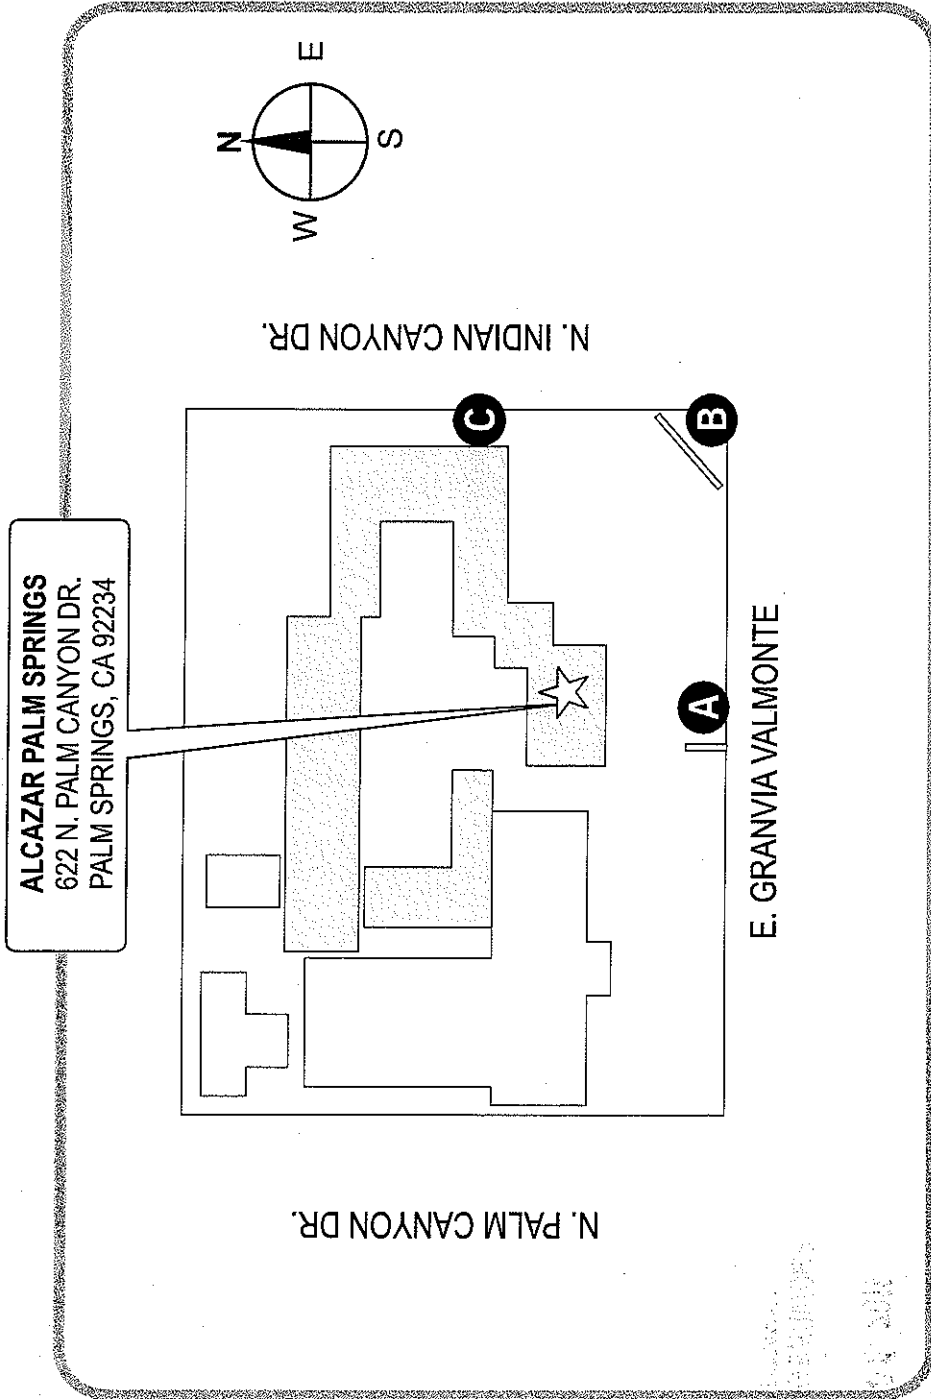 ALCAZAR PALM SPRINGS
622 N. PALM CANYON DR.
PALM SPRINGS, CA 92234
N
W
E
S
N. INDIAN CANYON DR.
C
B
A
E. GRANVIA VALMONTE
N. PALM CANYON DR.